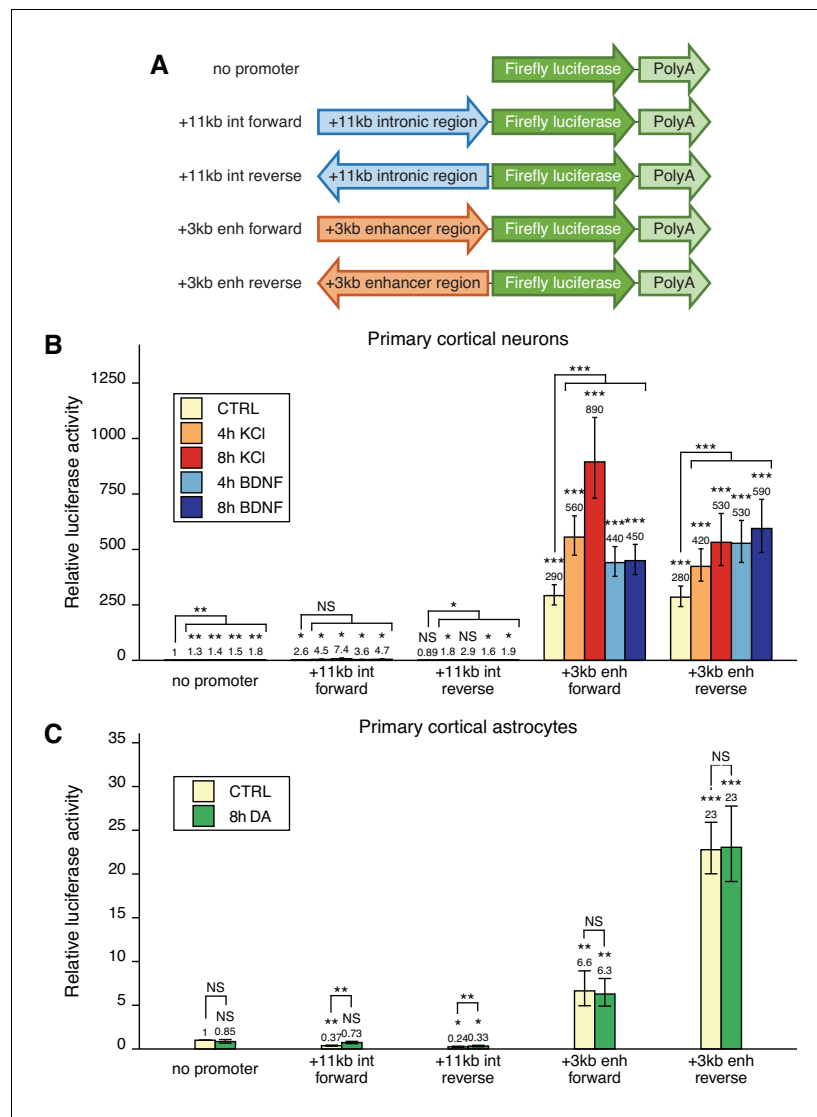 A
no promoter
Firefly luciferase
PolyA
+11kb int forward
+11kb intronic region
Firefly luciferase
PolyA
+11kb int reverse
+11kb intronic region
Firefly luciferase
PolyA
+3kb enh forward
+3kb enhancer region
Firefly luciferase
PolyA
+3kb enh reverse
+3kb enhancer region
Firefly luciferase
PolyA
B
Primary cortical neurons
Relative luciferase activity
1250
1000
750
500
250
0
CTRL
4h KCl
8h KCl
4h BDNF
8h BDNF
**
** ** ** **
1 1.3 1.4 1.5 1.8
no promoter
NS
* * * * *
2.6 4.5 7.4 3.6 4.7
+11kb int
forward
*
NS * NS * *
0.89 1.8 2.9 1.6 1.9
+11kb int
reverse
***
*** *** *** *** ***
290 560 890 440 450
+3kb enh
forward
***
*** *** *** *** ***
280 420 530 530 590
+3kb enh
reverse
C
Primary cortical astrocytes
Relative luciferase activity
35
30
25
20
15
10
5
0
CTRL
8h DA
NS
NS
1 0.85
no promoter
**
** NS
0.37 0.73
+11kb int
forward
**
* *
0.24 0.33
+11kb int
reverse
NS
** **
6.6 6.3
+3kb enh
forward
NS
*** ***
23 23
+3kb enh
reverse